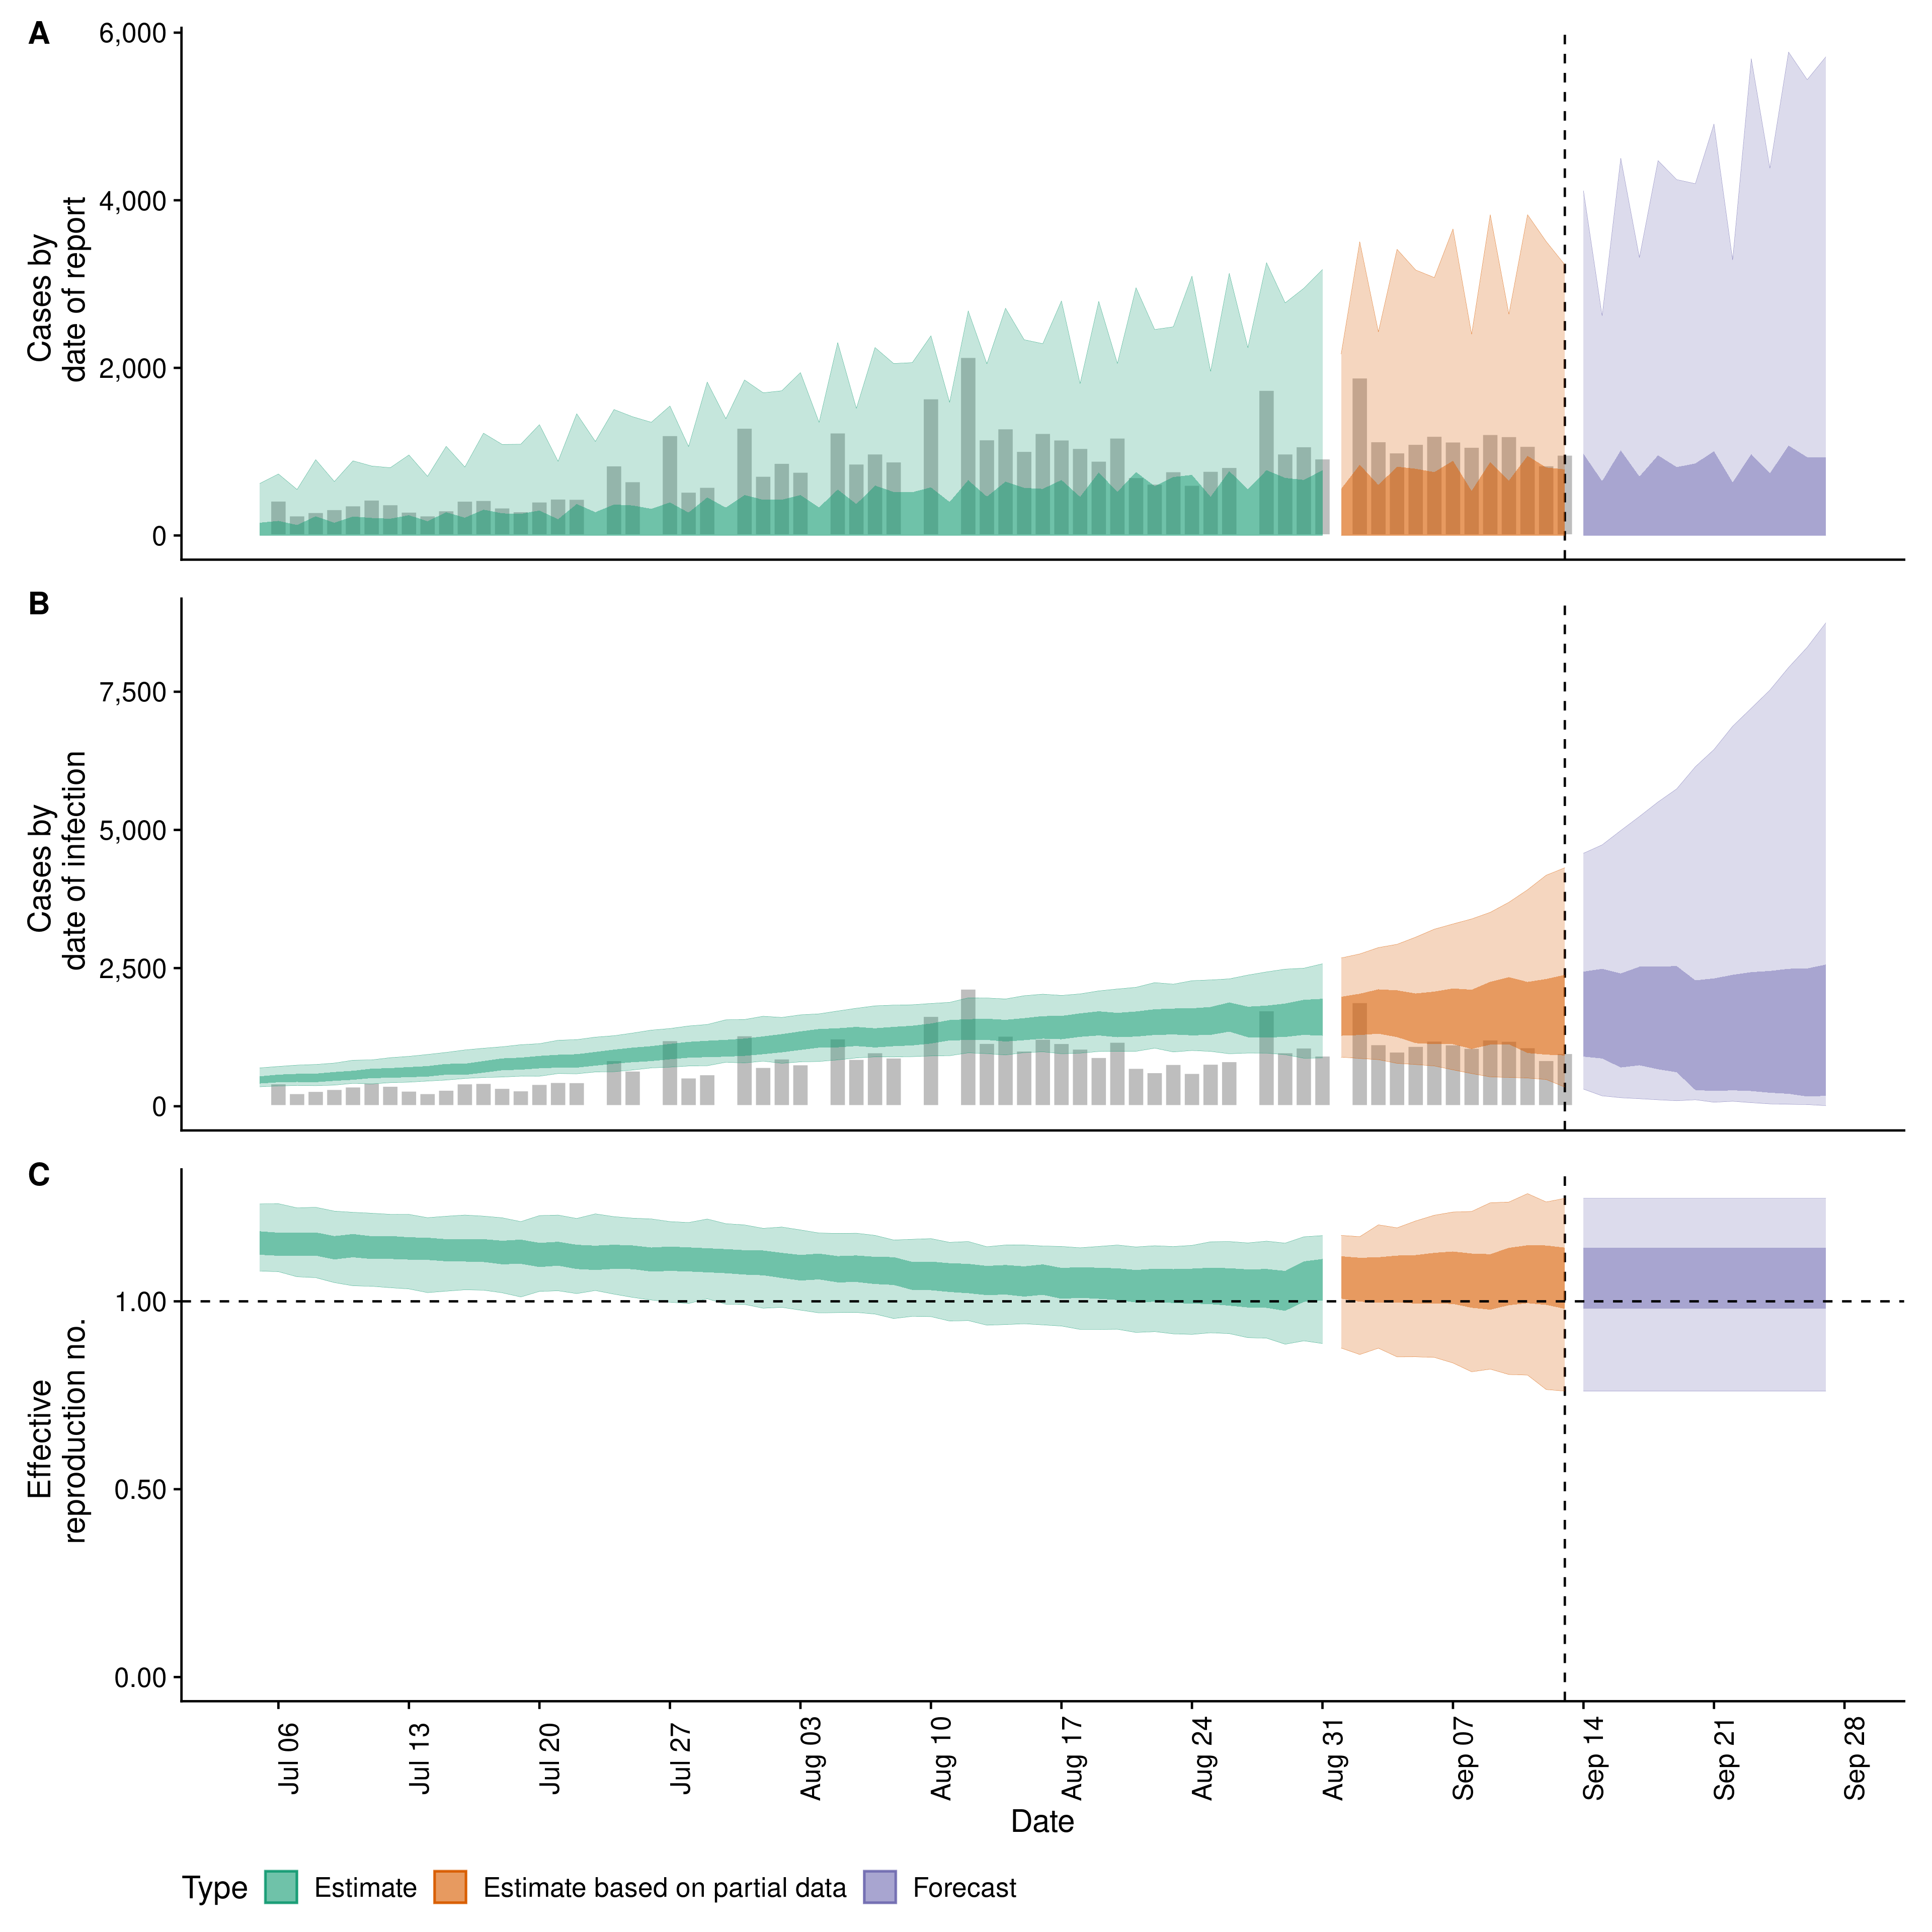 A
6,000
4,000
2,000
0
Cases by
date of report
B
7,500
5,000
2,500
0
Cases by
date of infection
C
1.00
0.50
0.00
Effective
reproduction no.
Jul 06
Jul 13
Jul 20
Jul 27
Aug 03
Aug 10
Aug 17
Aug 24
Aug 31
Sep 07
Sep 14
Sep 21
Sep 28
Date
Type Estimate Estimate based on partial data Forecast